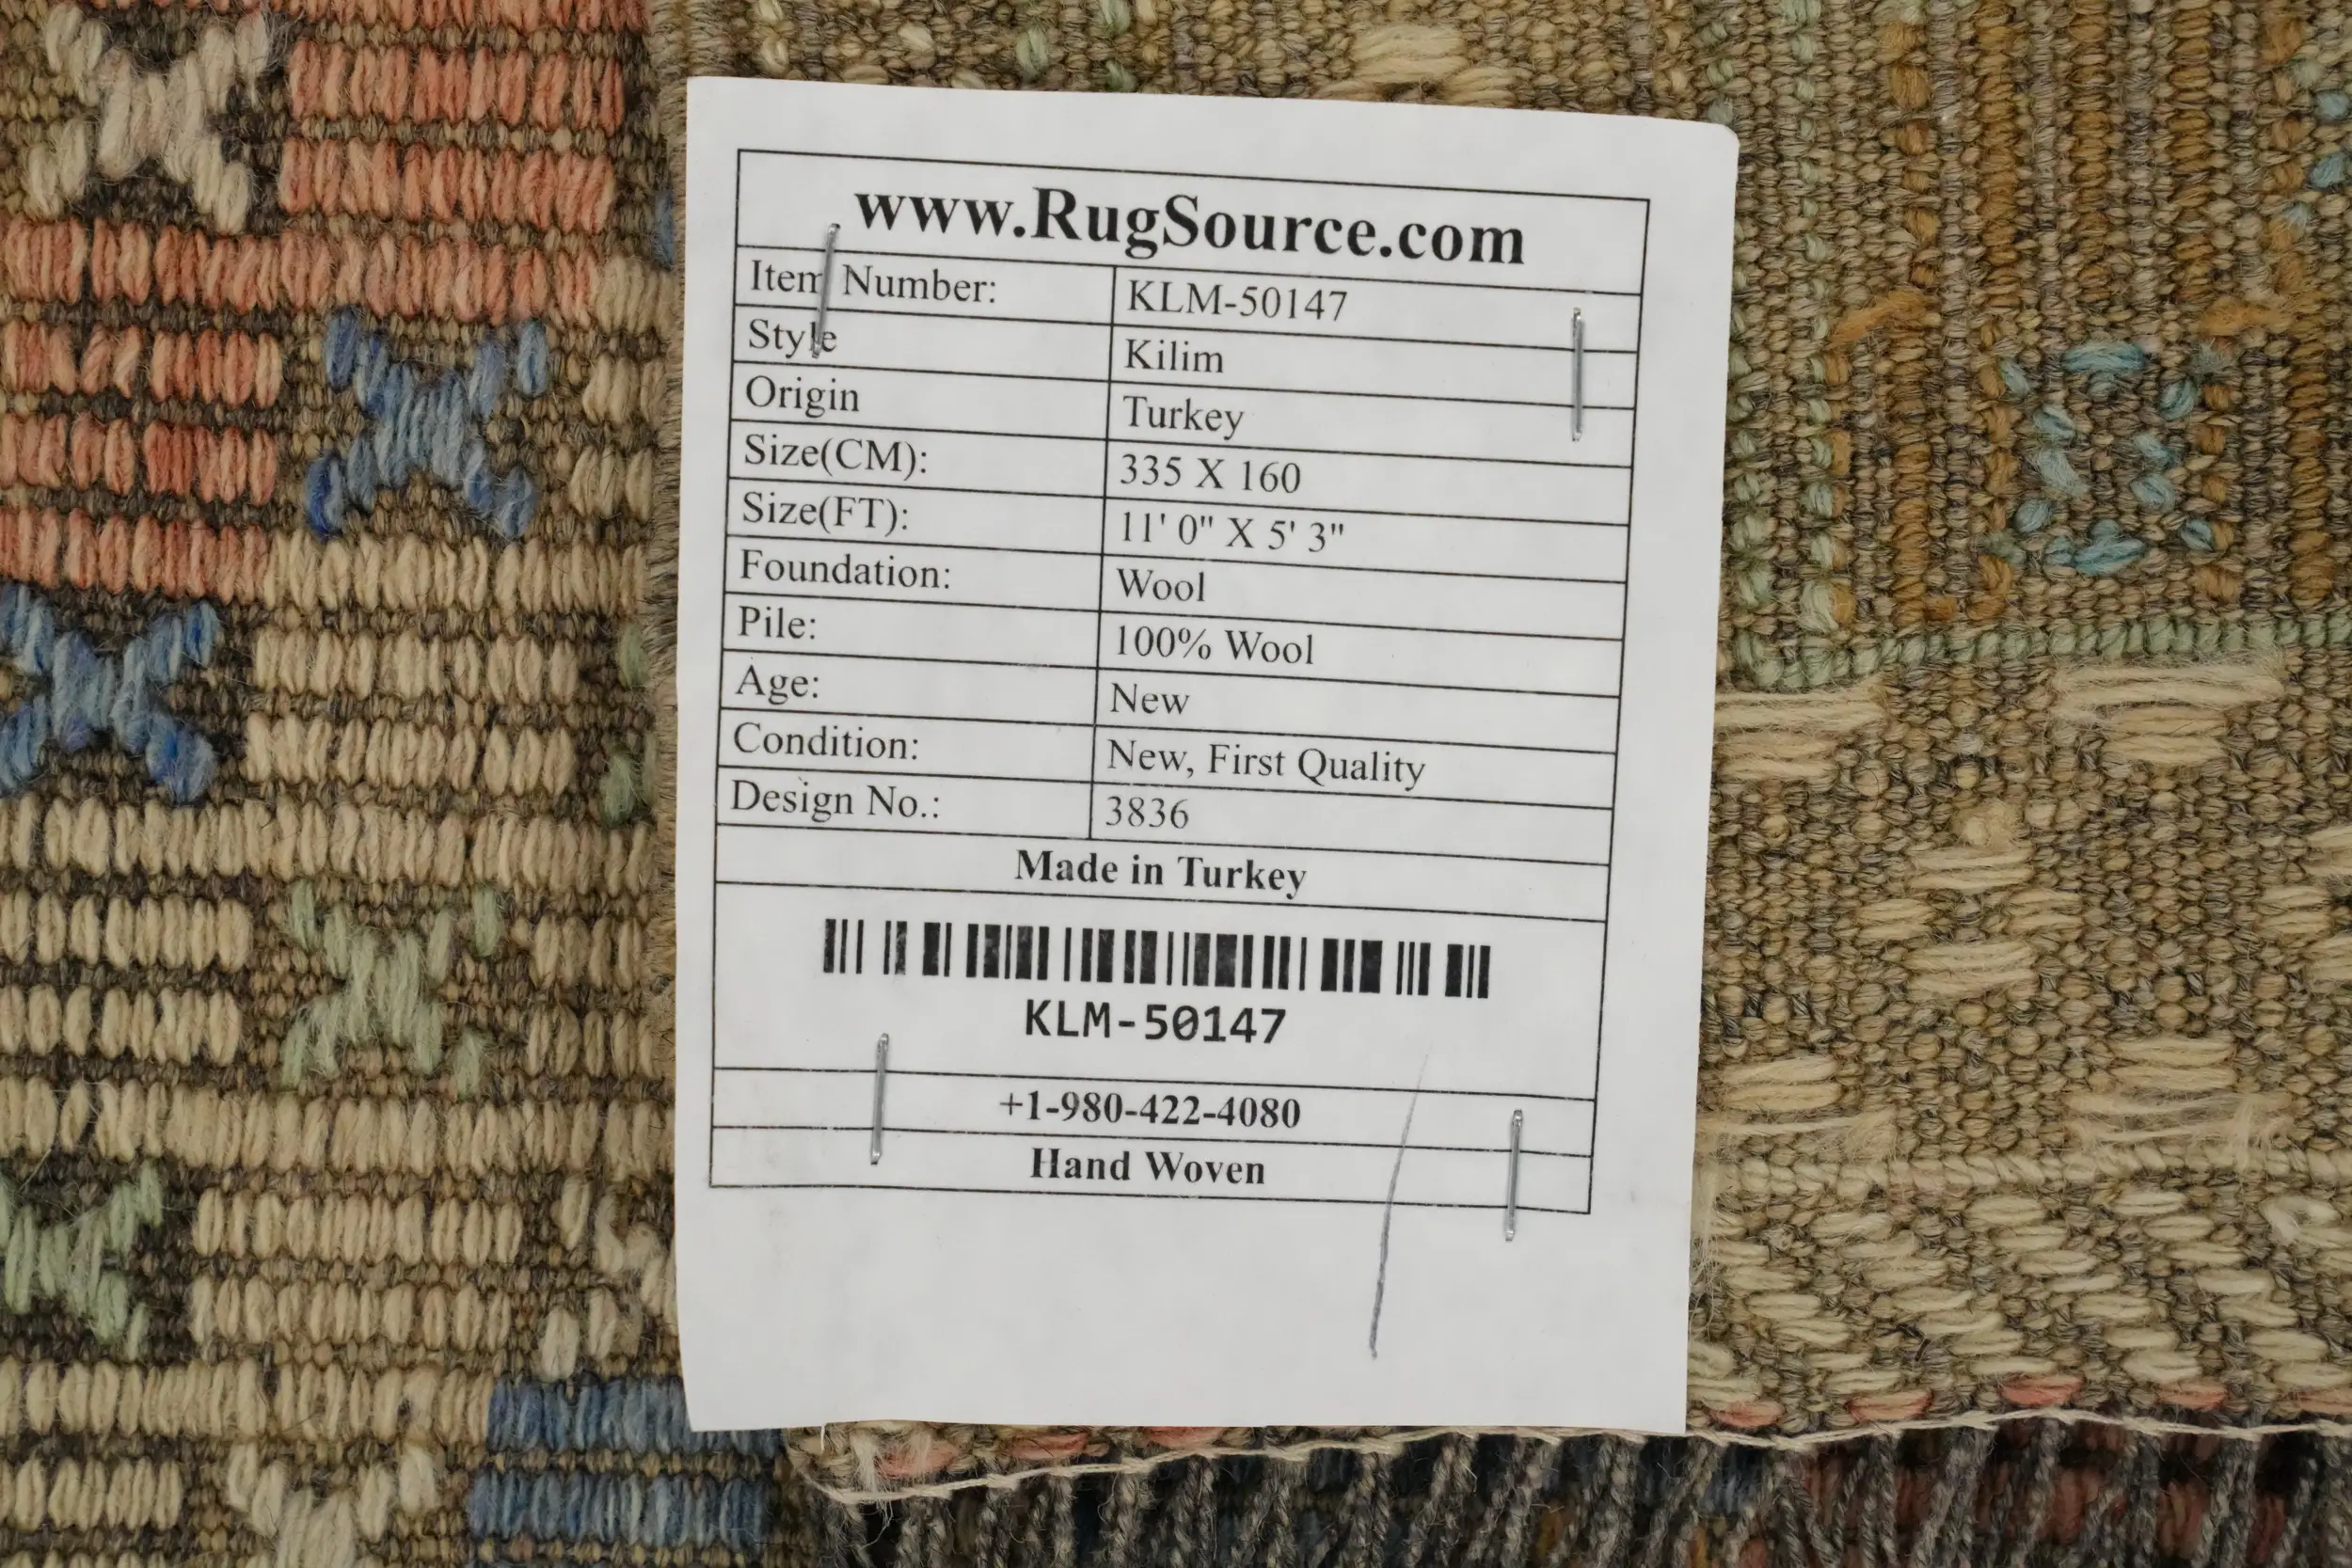 www.RugSource.com
Item Number: KLM-50147
Style Kilim
Origin Turkey
Size(CM): 335 X 160
Size(FT): 11' 0" X 5' 3"
Foundation: Wool
Pile: 100% Wool
Age: New
Condition: New, First Quality
Design No.: 3836
Made in Turkey
KLM-50147
+1-980-422-4080
Hand Woven